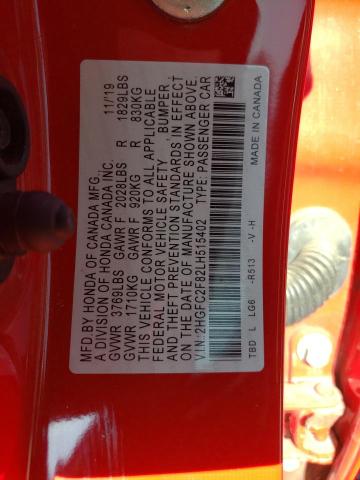 MFD BY HONDA OF CANADA MFG. 11/19
A DIVISION OF HONDA CANADA INC.
GVWR 3769LBS GAWR F 2028LBS R 1829LBS
GVWR 1710KG GAWR F 920KG R 830KG
THIS VEHICLE CONFORMS TO ALL APPLICABLE
FEDERAL MOTOR VEHICLE SAFETY, BUMPER,
AND THEFT PREVENTION STANDARDS IN EFFECT
ON THE DATE OF MANUFACTURE SHOWN ABOVE.
V.I.N.:2HGFC2F82LH515402 TYPE: PASSENGER CAR
TBD L LG6 -R513 -V -H MADE IN CANADA